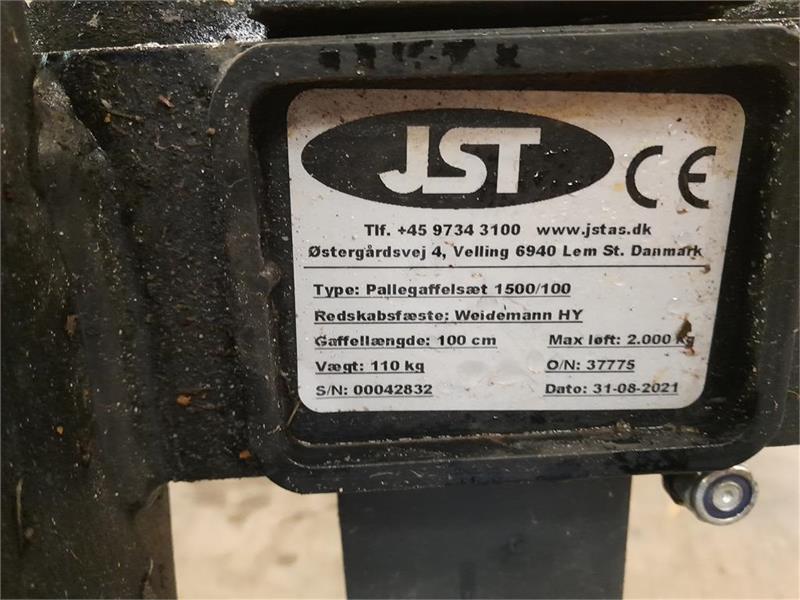 JST CE
Tlf. +45 9734 3100 www.jstas.dk
Østergårdsvej 4, Velling 6940 Lem St. Danmark
Type: Pallegaffelsæt 1500/100
Redskabsfæste: Weidemann HY
Gaffellængde: 100 cm Max løft: 2.000 kg
Vægt: 110 kg O/N: 37775
S/N: 00042832 Dato: 31-08-2021